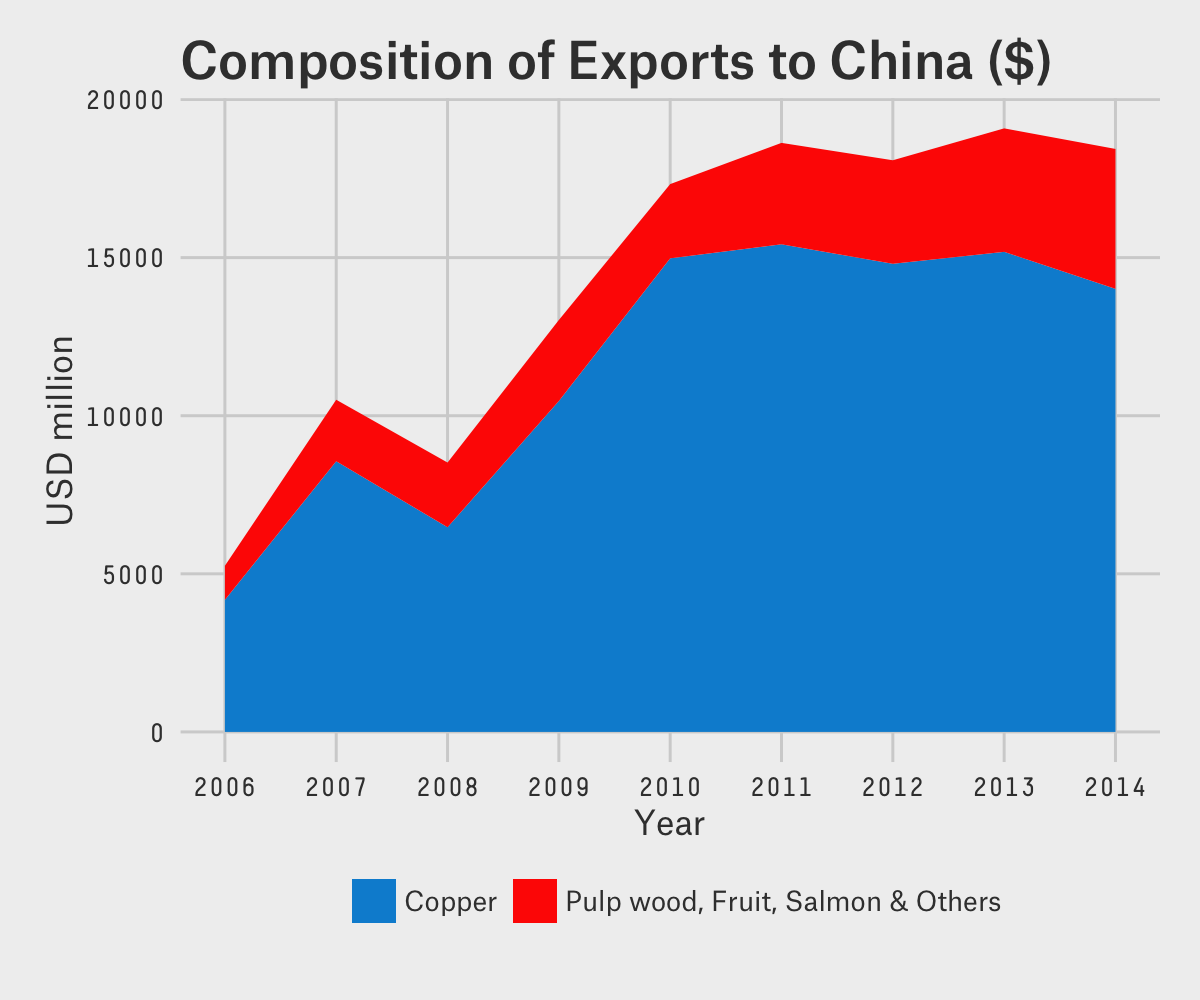 Composition of Exports to China ($)
20000
15000
10000
5000
0
USD million
2006 2007 2008 2009 2010 2011 2012 2013 2014
Year
Copper Pulp wood, Fruit, Salmon & Others